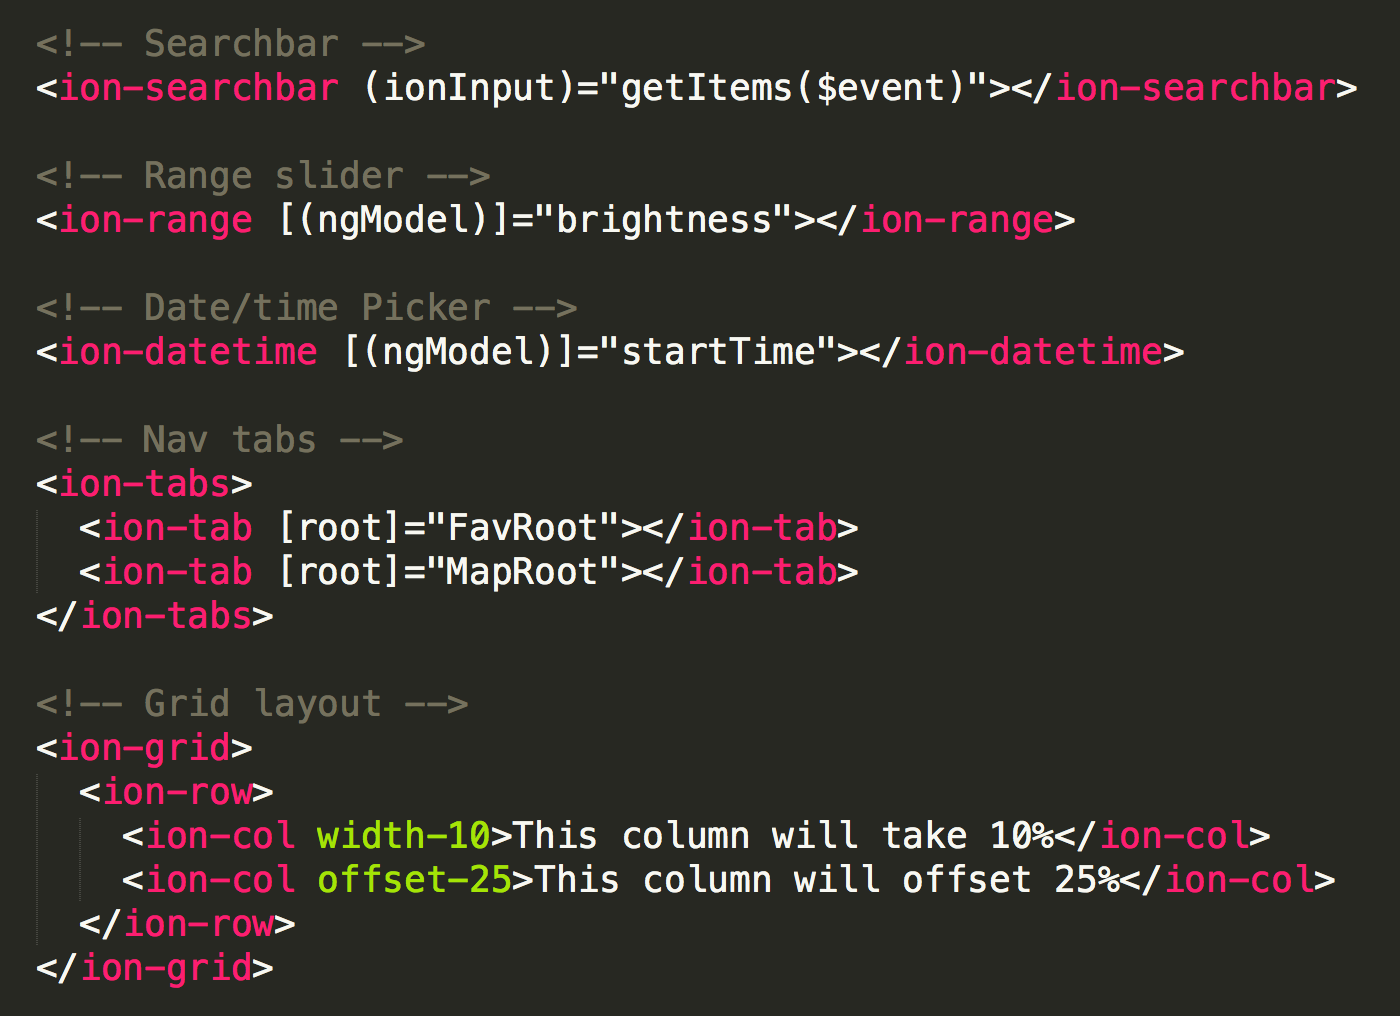 <!-- Searchbar -->
<ion-searchbar (ionInput)="getItems($event)"></ion-searchbar>

<!-- Range slider -->
<ion-range [(ngModel)]="brightness"></ion-range>

<!-- Date/time Picker -->
<ion-datetime [(ngModel)]="startTime"></ion-datetime>

<!-- Nav tabs -->
<ion-tabs>
  <ion-tab [root]="FavRoot"></ion-tab>
  <ion-tab [root]="MapRoot"></ion-tab>
</ion-tabs>

<!-- Grid layout -->
<ion-grid>
  <ion-row>
    <ion-col width-10>This column will take 10%</ion-col>
    <ion-col offset-25>This column will offset 25%</ion-col>
  </ion-row>
</ion-grid>